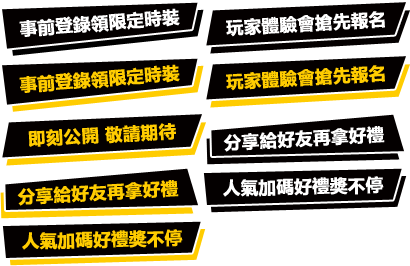 事前登錄領限定時裝
玩家體驗會搶先報名
事前登錄領限定時裝
玩家體驗會搶先報名
即刻公開 敬請期待
分享給好友再拿好禮
分享給好友再拿好禮
人氣加碼好禮獎不停
人氣加碼好禮獎不停